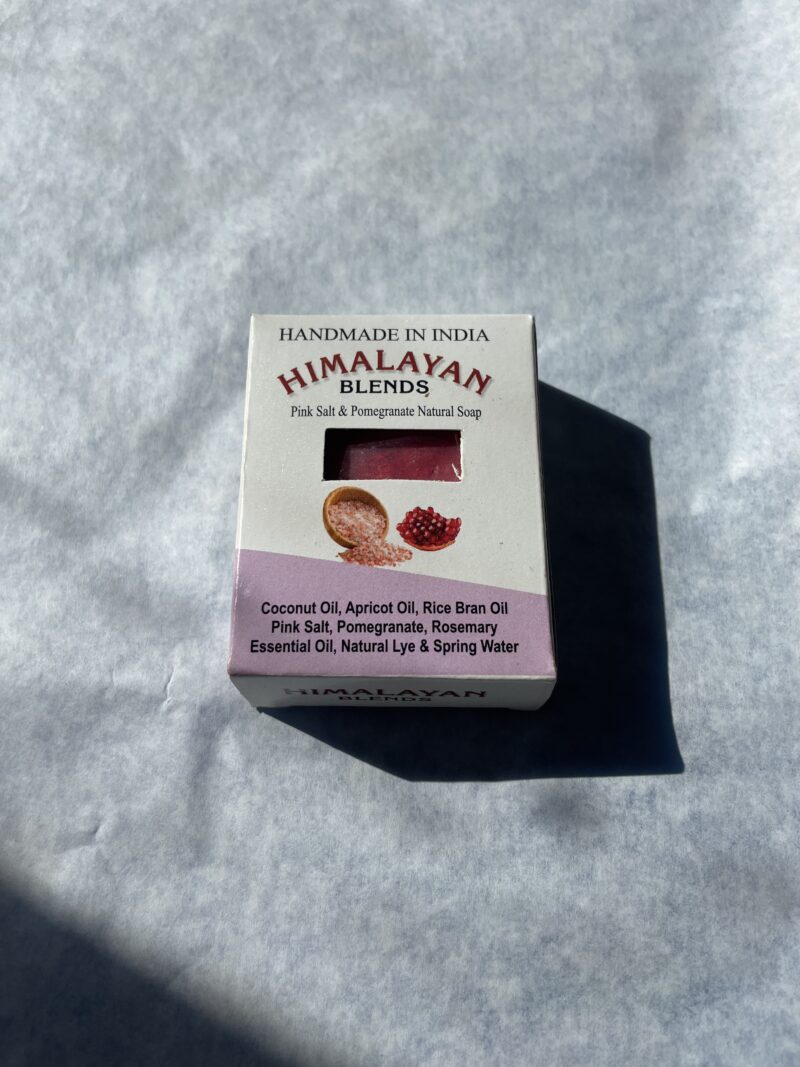 HANDMADE IN INDIA
HIMALAYAN
BLENDS
Pink Salt & Pomegranate Natural Soap
Coconut Oil, Apricot Oil, Rice Bran Oil
Pink Salt, Pomegranate, Rosemary
Essential Oil, Natural Lye & Spring Water
HIMALAYAN
BLENDS